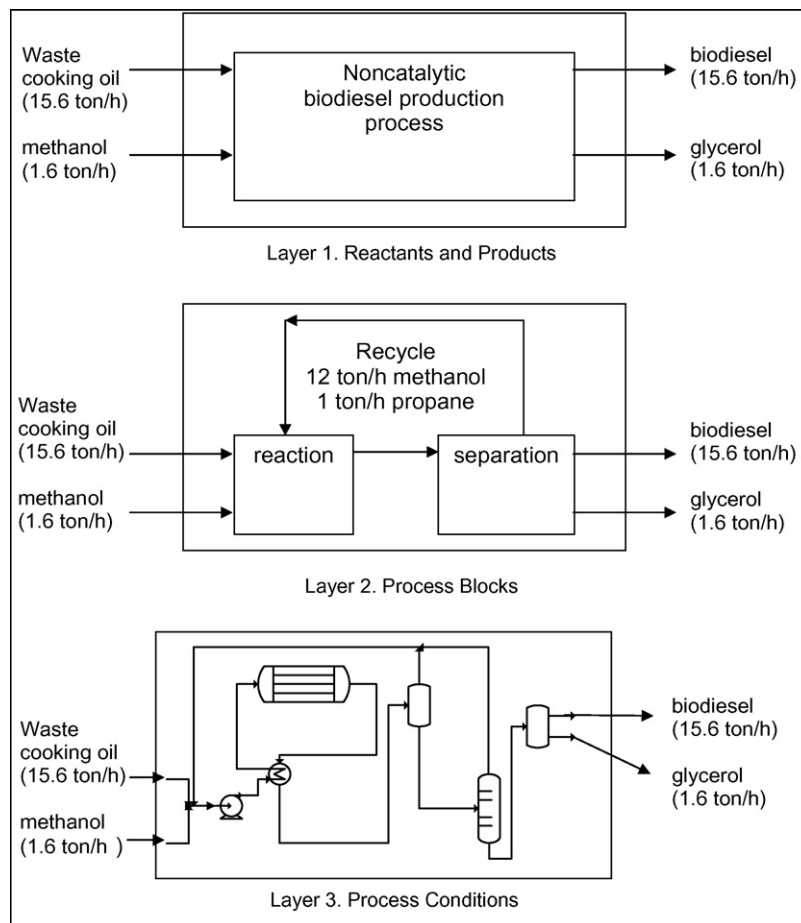 Waste
cooking oil
(15.6 ton/h)
methanol
(1.6 ton/h)
Noncatalytic
biodiesel production
process
biodiesel
(15.6 ton/h)
glycerol
(1.6 ton/h)
Layer 1. Reactants and Products
Recycle
12 ton/h methanol
1 ton/h propane
Waste
cooking oil
(15.6 ton/h)
methanol
(1.6 ton/h)
reaction
separation
biodiesel
(15.6 ton/h)
glycerol
(1.6 ton/h)
Layer 2. Process Blocks
Waste
cooking oil
(15.6 ton/h)
methanol
(1.6 ton/h )
biodiesel
(15.6 ton/h)
glycerol
(1.6 ton/h)
Layer 3. Process Conditions